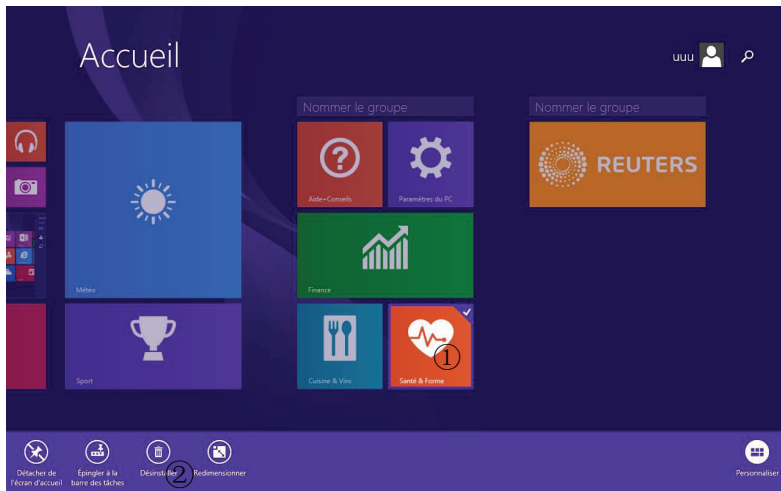 Accueil
uuu
Nommer le groupe
Nommer le groupe
Aide+Conseils
Paramètres du PC
REUTERS
Météo
Finance
Sport
Cuisine & Vins
Santé & Forme
①
Détacher de
l'écran d'accueil
Épingler à la
barre des tâches
Désinstaller
②
Redimensionner
Personnaliser